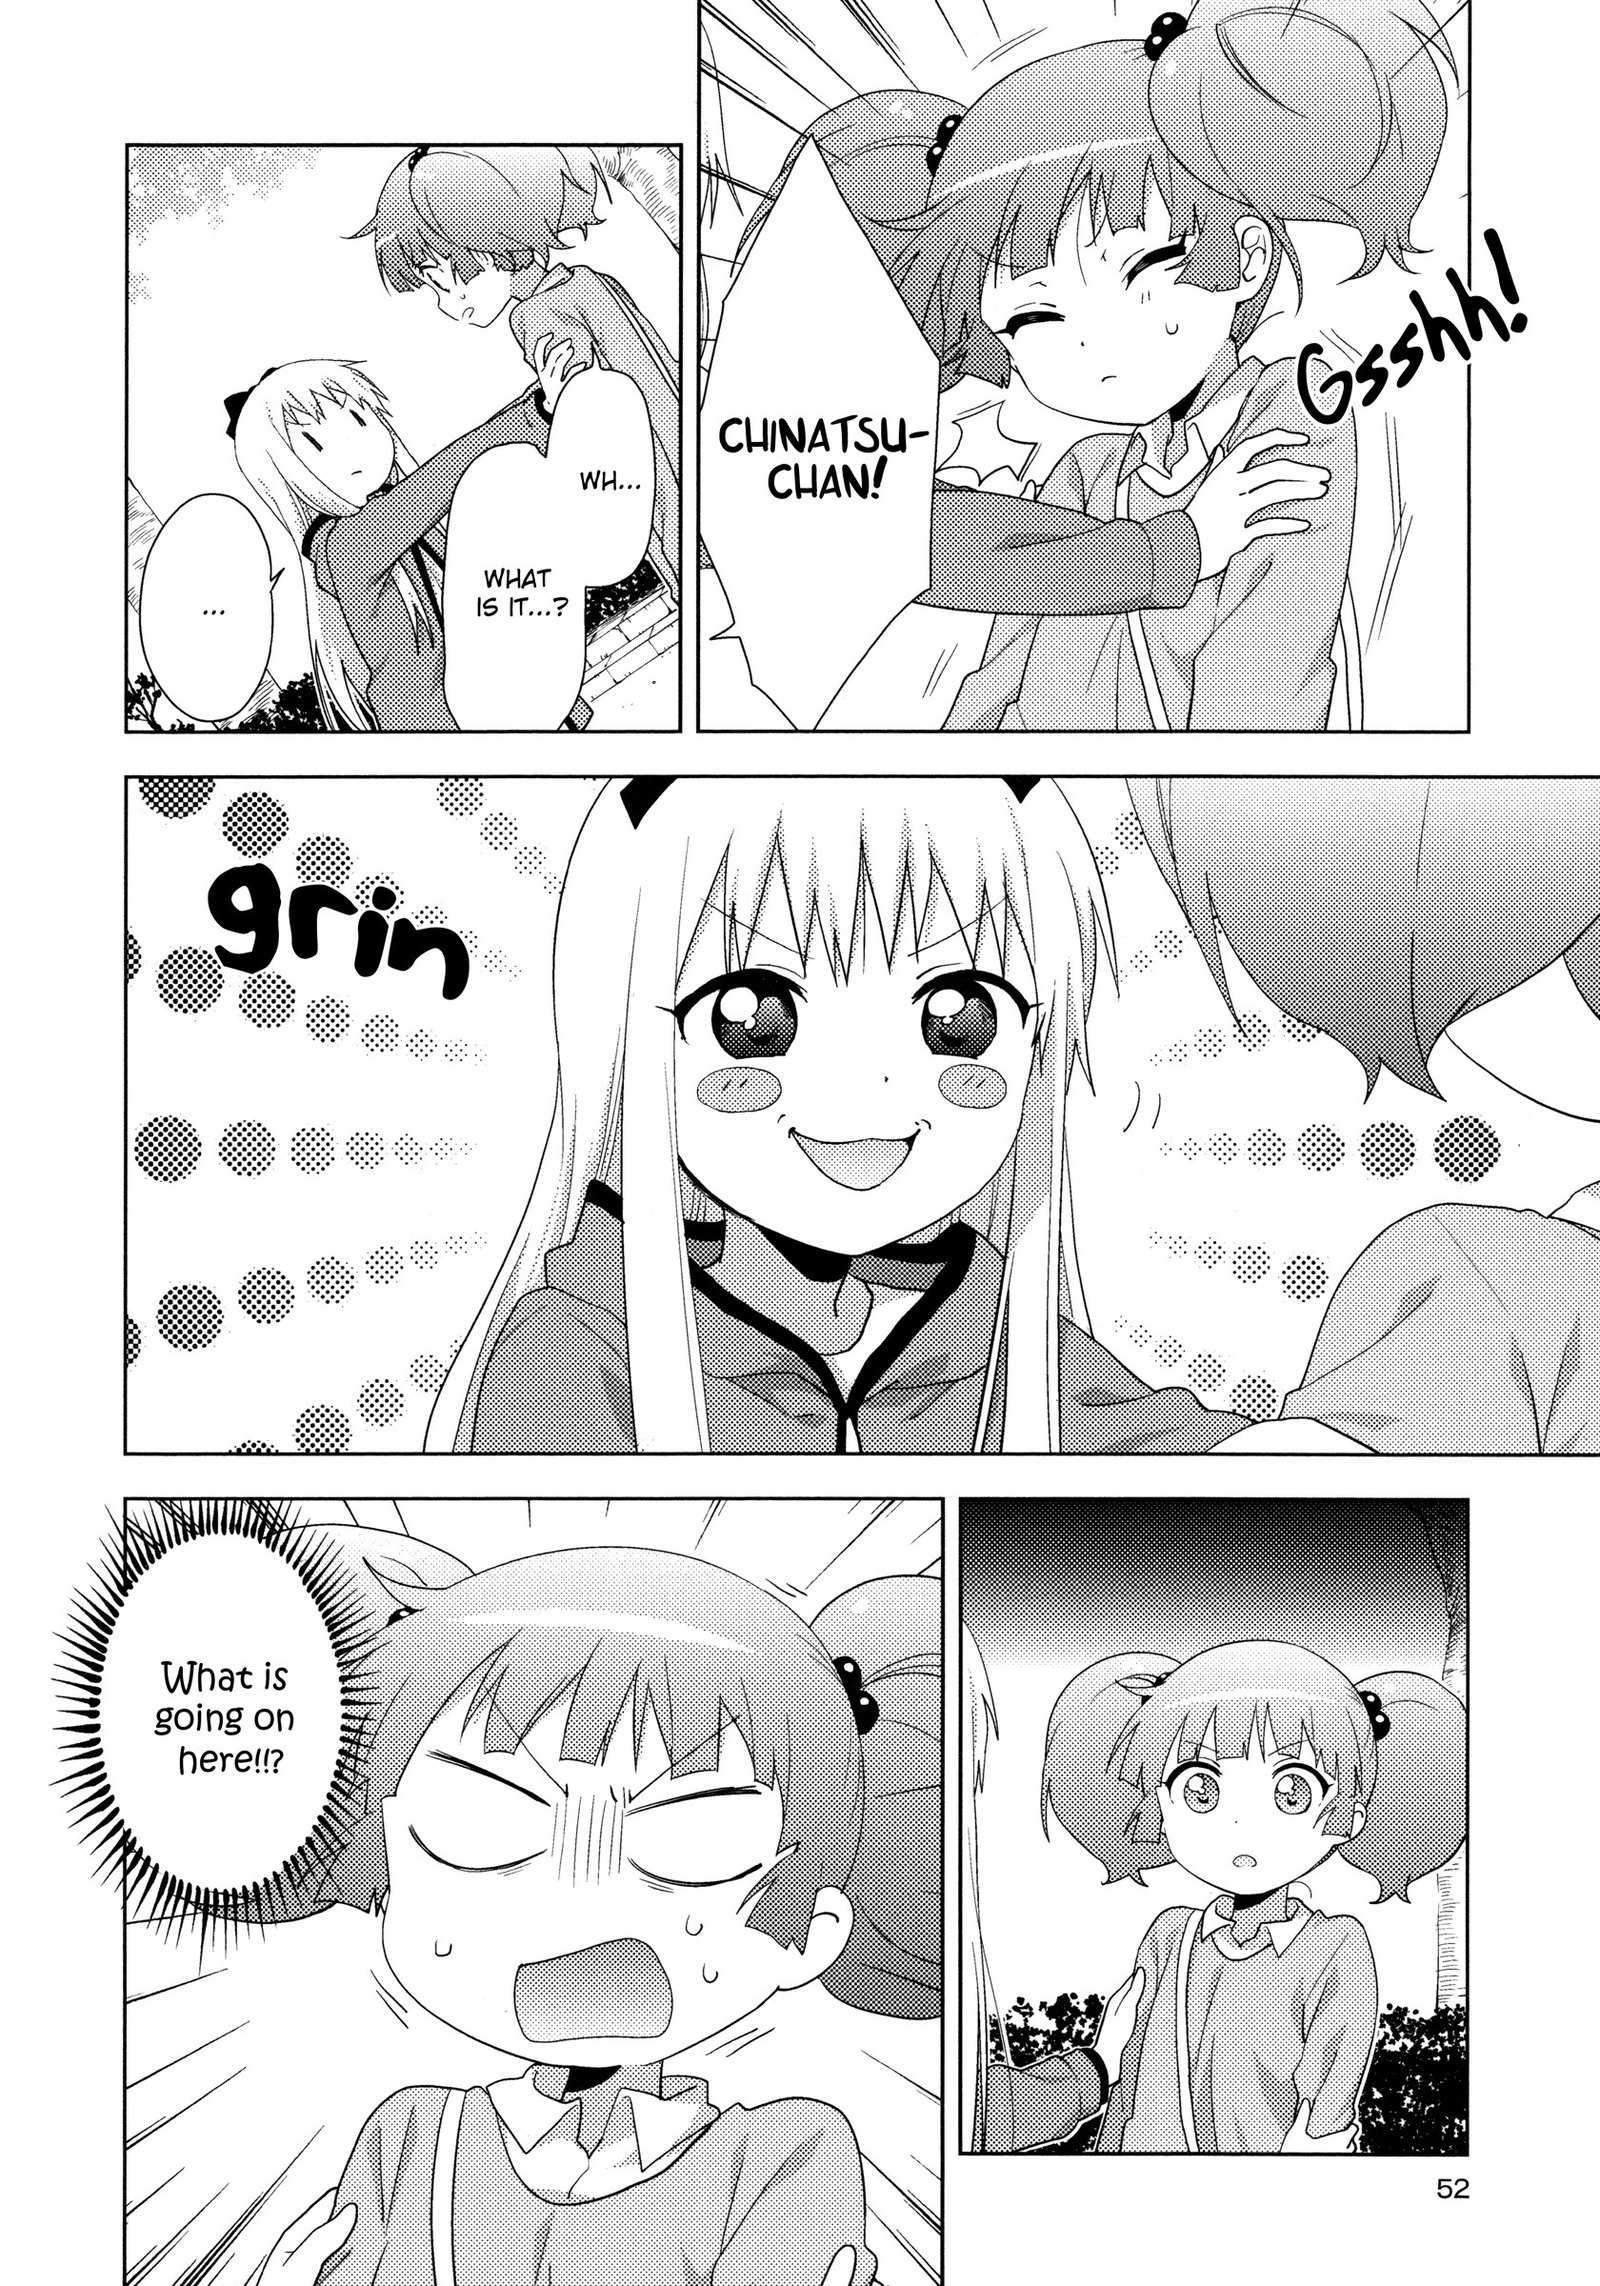 Gsshh!
CHINATSU-
CHAN!
WH...
WHAT
IS IT...?
...
grin
What is
going on
here!!?
52